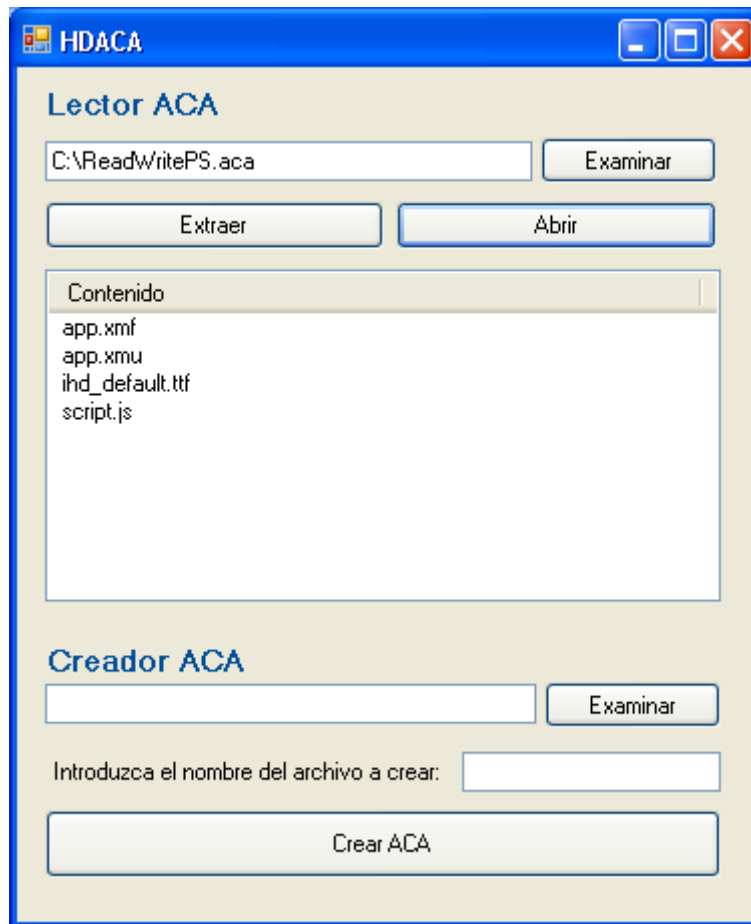 HDACA
Lector ACA
C:\ReadWritePS.aca Examinar
Extraer Abrir
Contenido
app.xmf
app.xmu
ihd_default.ttf
script.js
Creador ACA
Examinar
Introduzca el nombre del archivo a crear:
Crear ACA